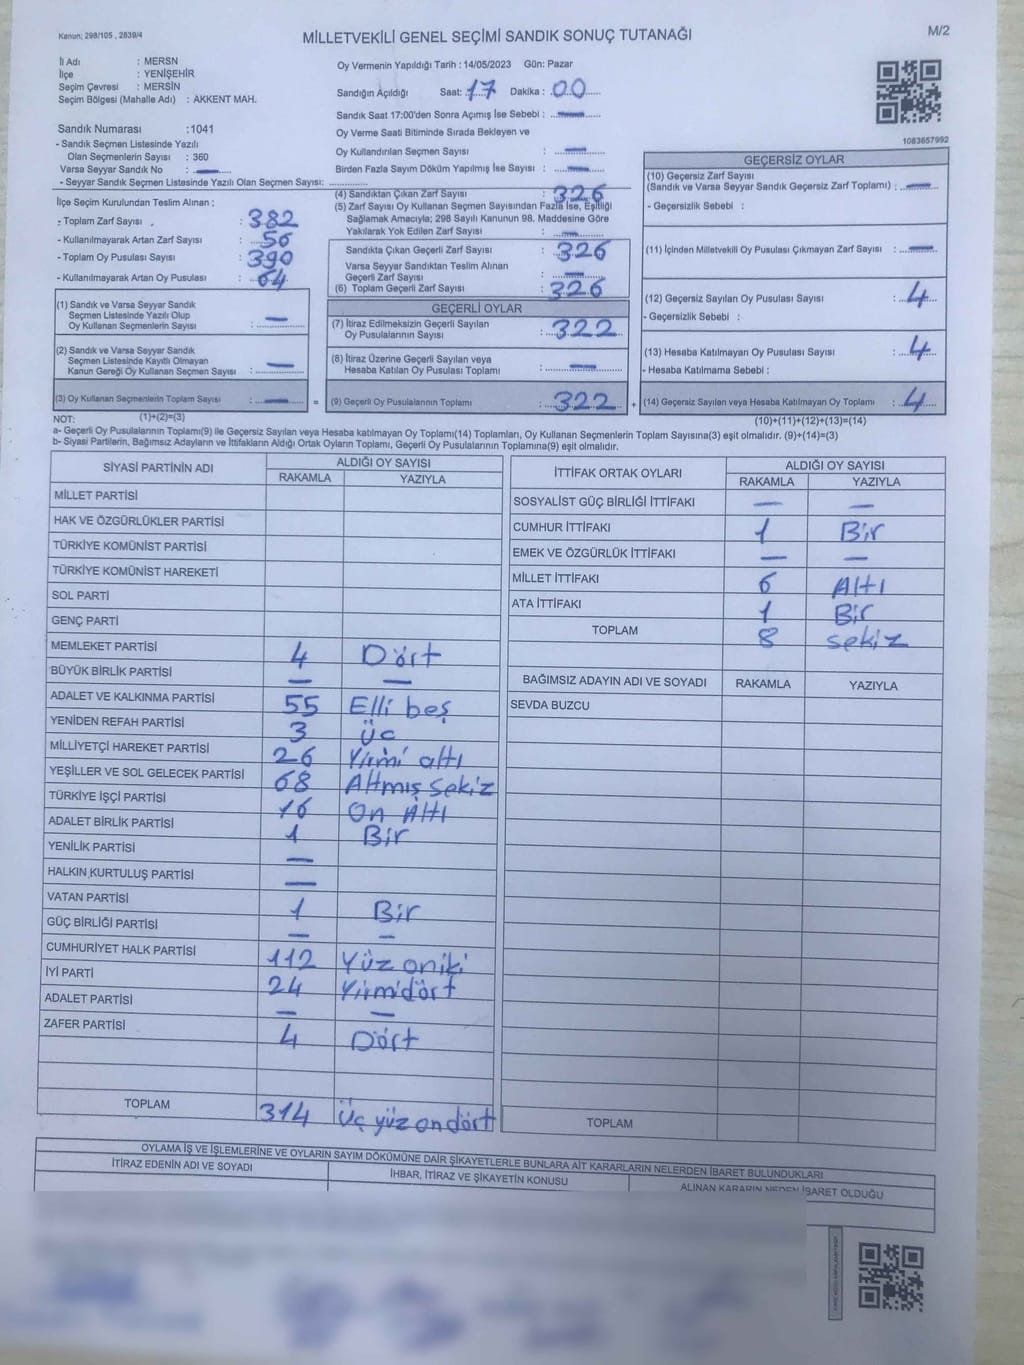 Kanun: 298/105 , 2839/4
MİLLETVEKİLİ GENEL SEÇİMİ SANDIK SONUÇ TUTANAĞI
M/2
İl Adı : MERSN
İlçe : YENİŞEHİR
Seçim Çevresi : MERSİN
Seçim Bölgesi (Mahalle Adı) : AKKENT MAH.
Oy Vermenin Yapıldığı Tarih : 14/05/2023 Gün: Pazar
Sandığın Açıldığı Saat: 17 Dakika : 00
Sandık Saat 17:00'den Sonra Açımış İse Sebebi : —
Oy Verme Saati Bitiminde Sırada Bekleyen ve
Oy Kullandırılan Seçmen Sayısı : —
Birden Fazla Sayım Döküm Yapılmış İse Sayısı : —
1083657992
Sandık Numarası :1041
- Sandık Seçmen Listesinde Yazılı
Olan Seçmenlerin Sayısı : 360
Varsa Seyyar Sandık No : —
- Seyyar Sandık Seçmen Listesinde Yazılı Olan Seçmen Sayısı:
İlçe Seçim Kurulundan Teslim Alınan ;
- Toplam Zarf Sayısı : 382
- Kullanılmayarak Artan Zarf Sayısı : 56
- Toplam Oy Pusulası Sayısı : 390
- Kullanılmayarak Artan Oy Pusulası : 64
(1) Sandık ve Varsa Seyyar Sandık
Seçmen Listesinde Yazılı Olup
Oy Kullanan Seçmenlerin Sayısı : —
(2) Sandık ve Varsa Seyyar Sandık
Seçmen Listesinde Kayıtlı Olmayan
Kanun Gereği Oy Kullanan Seçmen Sayısı : —
(3) Oy Kullanan Seçmenlerin Toplam Sayısı : — =
(4) Sandıktan Çıkan Zarf Sayısı : 326
(5) Zarf Sayısı Oy Kullanan Seçmen Sayısından Fazla İse, Eşitliği
Sağlamak Amacıyla; 298 Sayılı Kanunun 98. Maddesine Göre
Yakılarak Yok Edilen Zarf Sayısı : —
Sandıkta Çıkan Geçerli Zarf Sayısı : 326
Varsa Seyyar Sandıktan Teslim Alınan
Geçerli Zarf Sayısı : —
(6) Toplam Geçerli Zarf Sayısı : 326
GEÇERLİ OYLAR
(7) İtiraz Edilmeksizin Geçerli Sayılan
Oy Pusulalarının Sayısı : 322
(8) İtiraz Üzerine Geçerli Sayılan veya
Hesaba Katılan Oy Pusulası Toplamı : —
(9) Geçerli Oy Pusulalarının Toplamı : 322 +
GEÇERSİZ OYLAR
(10) Geçersiz Zarf Sayısı
(Sandık ve Varsa Seyyar Sandık Geçersiz Zarf Toplamı) : —
- Geçersizlik Sebebi :
(11) İçinden Milletvekili Oy Pusulası Çıkmayan Zarf Sayısı : —
(12) Geçersiz Sayılan Oy Pusulası Sayısı : 4
- Geçersizlik Sebebi :
(13) Hesaba Katılmayan Oy Pusulası Sayısı : 4
- Hesaba Katılmama Sebebi :
(14) Geçersiz Sayılan veya Hesaba Katılmayan Oy Toplamı : 4
NOT: (1)+(2)=(3) (10)+(11)+(12)+(13)=(14)
a- Geçerli Oy Pusulalarının Toplamı(9) ile Geçersiz Sayılan veya Hesaba katılmayan Oy Toplamı(14) Toplamları, Oy Kullanan Seçmenlerin Toplam Sayısına(3) eşit olmalıdır. (9)+(14)=(3)
b- Siyasi Partilerin, Bağımsız Adayların ve İttifakların Aldığı Ortak Oyların Toplamı, Geçerli Oy Pusulalarının Toplamına(9) eşit olmalıdır.
SİYASİ PARTİNİN ADI ALDIĞI OY SAYISI
RAKAMLA YAZIYLA
MİLLET PARTİSİ
HAK VE ÖZGÜRLÜKLER PARTİSİ
TÜRKİYE KOMÜNİST PARTİSİ
TÜRKİYE KOMÜNİST HAREKETİ
SOL PARTİ
GENÇ PARTİ
MEMLEKET PARTİSİ 4 Dört
BÜYÜK BİRLİK PARTİSİ — —
ADALET VE KALKINMA PARTİSİ 55 Elli beş
YENİDEN REFAH PARTİSİ 3 üç
MİLLİYETÇİ HAREKET PARTİSİ 26 Yirmi altı
YEŞİLLER VE SOL GELECEK PARTİSİ 68 Altmış sekiz
TÜRKİYE İŞÇİ PARTİSİ 16 On Altı
ADALET BİRLİK PARTİSİ 1 Bir
YENİLİK PARTİSİ —
HALKIN KURTULUŞ PARTİSİ —
VATAN PARTİSİ 1 Bir
GÜÇ BİRLİĞİ PARTİSİ — —
CUMHURİYET HALK PARTİSİ 112 Yüz oniki
İYİ PARTİ 24 Yirmidört
ADALET PARTİSİ — —
ZAFER PARTİSİ 4 Dört
TOPLAM 314 Üç yüz ondört
İTTİFAK ORTAK OYLARI ALDIĞI OY SAYISI
RAKAMLA YAZIYLA
SOSYALİST GÜÇ BİRLİĞİ İTTİFAKI — —
CUMHUR İTTİFAKI 1 Bir
EMEK VE ÖZGÜRLÜK İTTİFAKI — —
MİLLET İTTİFAKI 6 Altı
ATA İTTİFAKI 1 Bir
TOPLAM 8 sekiz
BAĞIMSIZ ADAYIN ADI VE SOYADI RAKAMLA YAZIYLA
SEVDA BUZCU
TOPLAM
OYLAMA İŞ VE İŞLEMLERİNE VE OYLARIN SAYIM DÖKÜMÜNE DAİR ŞİKAYETLERLE BUNLARA AİT KARARLARIN NELERDEN İBARET BULUNDUKLARI
İTİRAZ EDENİN ADI VE SOYADI İHBAR, İTİRAZ VE ŞİKAYETİN KONUSU ALINAN KARARIN NEDEN İBARET OLDUĞU